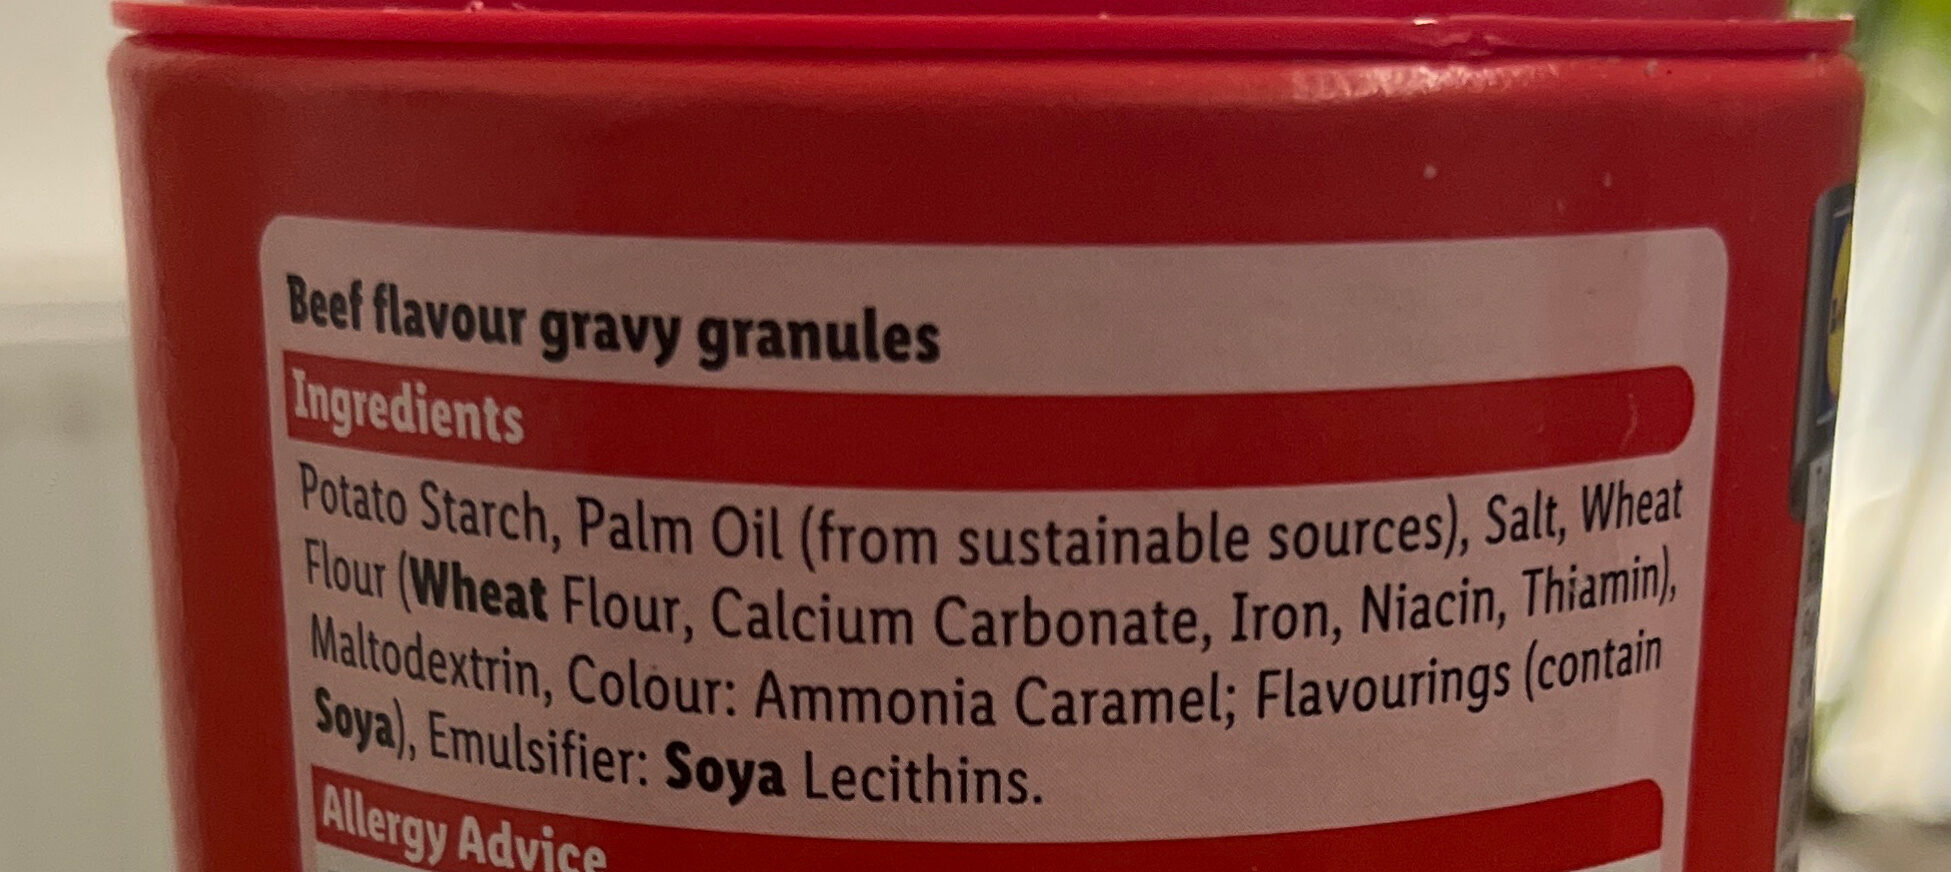 Beef flavour gravy granules
Ingredients
Potato Starch, Palm Oil (from sustainable sources), Salt, Wheat
Flour (Wheat Flour, Calcium Carbonate, Iron, Niacin, Thiamin),
Maltodextrin, Colour: Ammonia Caramel; Flavourings (contain
Soya), Emulsifier: Soya Lecithins.
Allergy Advice